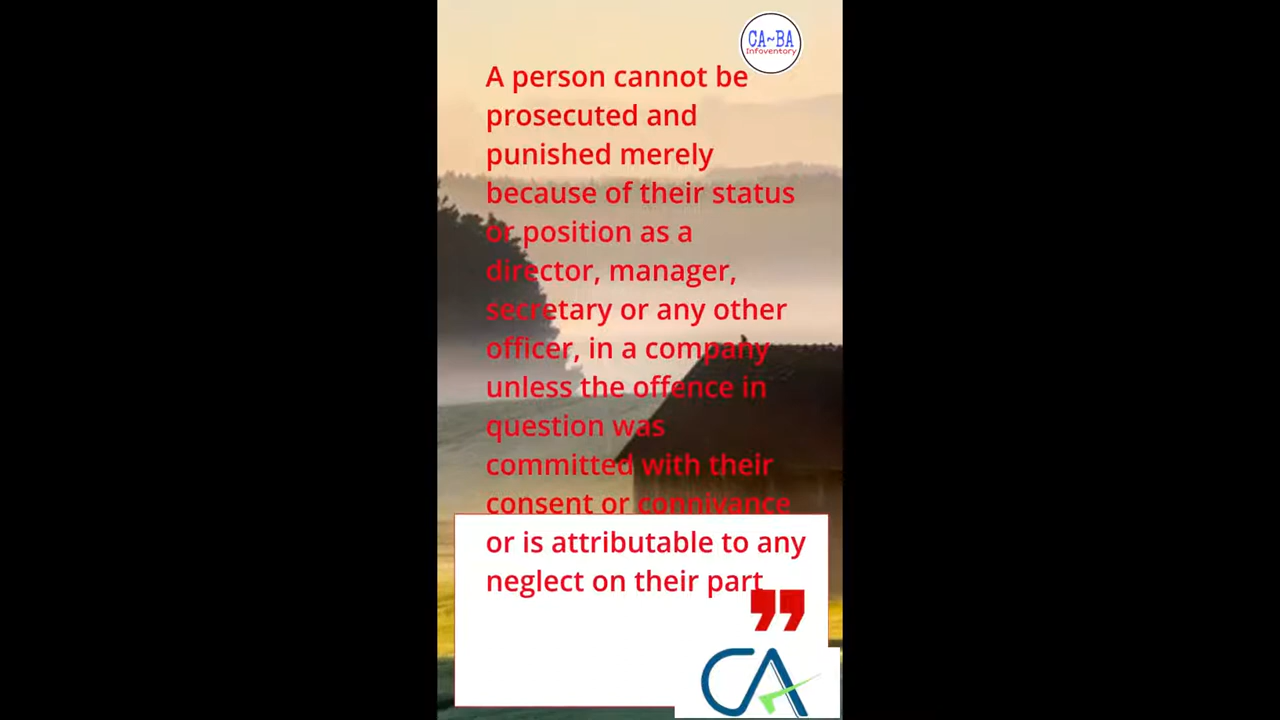 CA~BA
Infoventory
A person cannot be
prosecuted and
punished merely
because of their status
or position as a
director, manager,
secretary or any other
officer, in a company
unless the offence in
question was
committed with their
consent or connivance
or is attributable to any
neglect on their part
”
CA